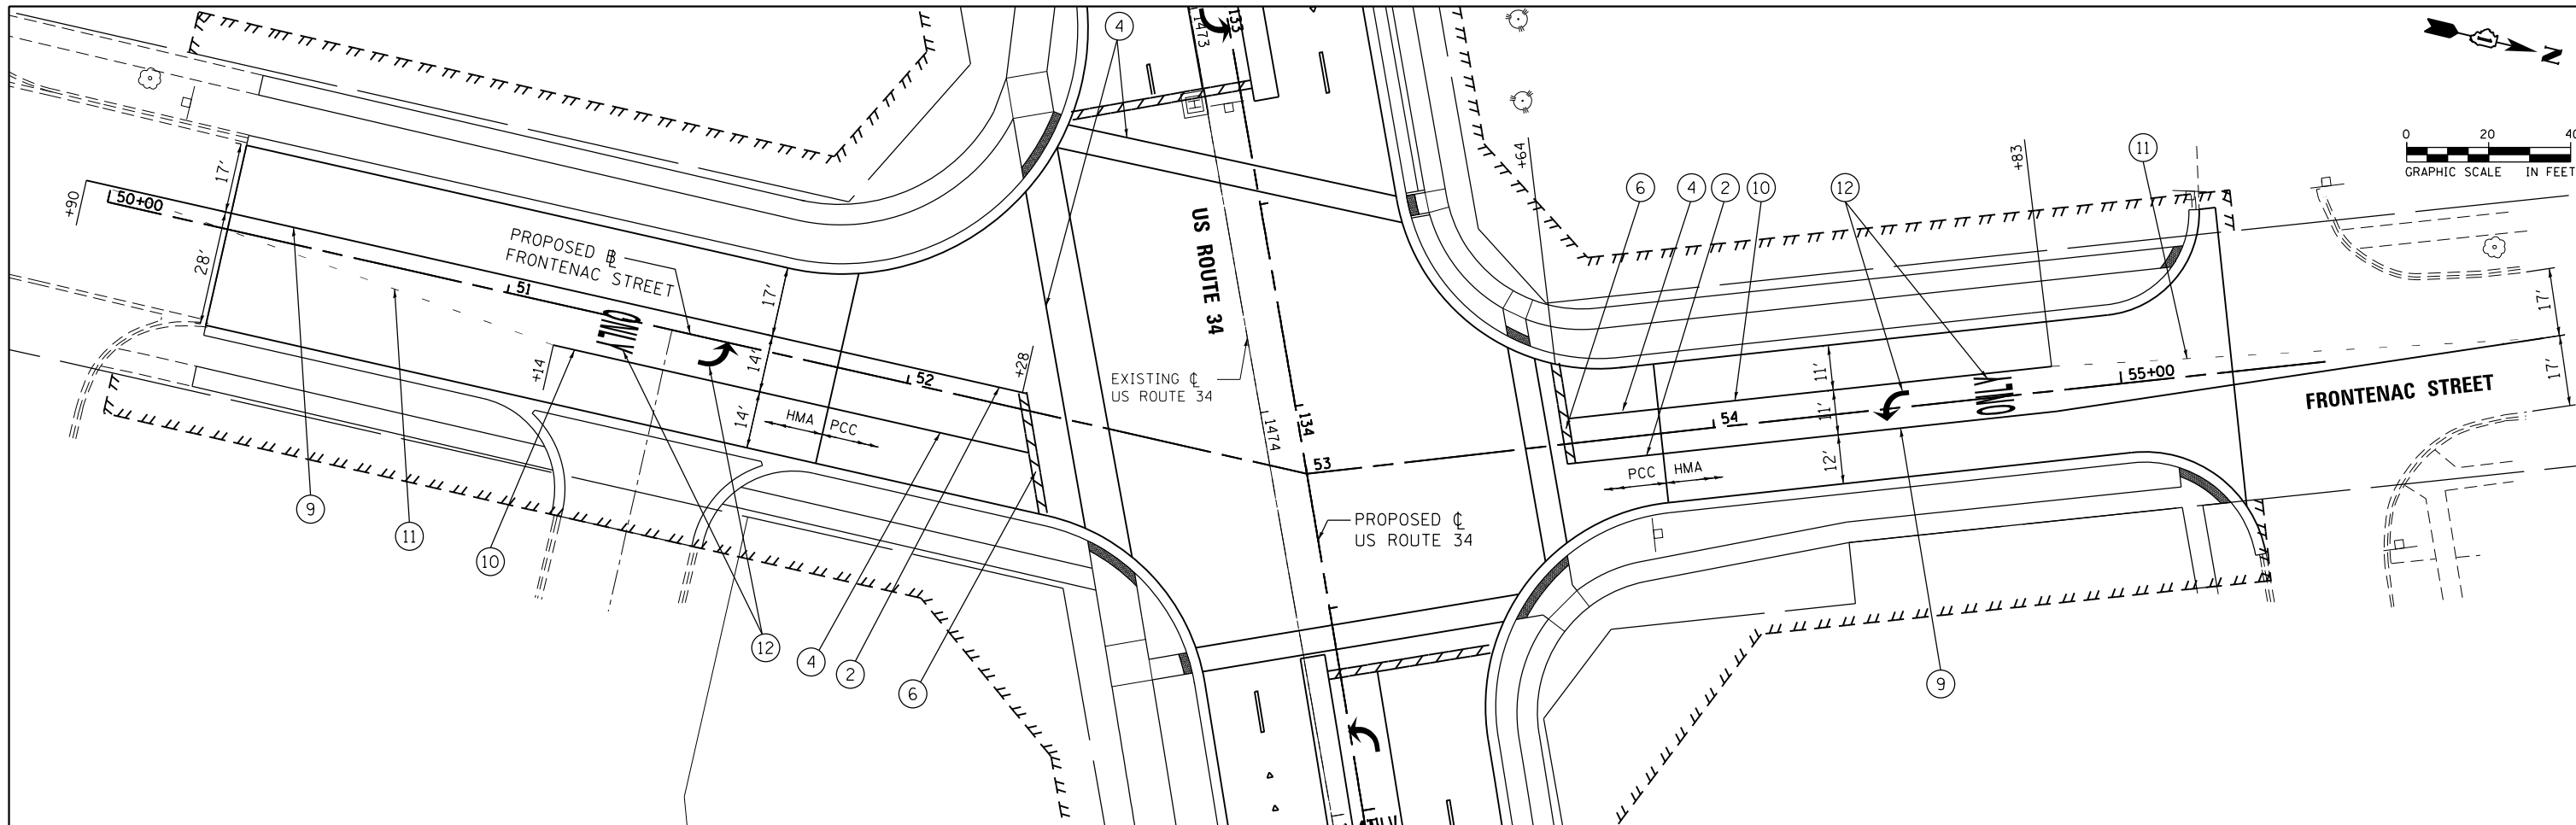 4
1473
133
N
0 20 40
GRAPHIC SCALE IN FEET
+64
+83
11
6
4
2
10
12
17'
+90
50+00
28'
US ROUTE 34
PROPOSED ⅊
FRONTENAC STREET
51
17'
ONLY
14'
+14
14'
52
+28
EXISTING ℄
US ROUTE 34
HMA
PCC
1474
134
53
PROPOSED ℄
US ROUTE 34
PCC
HMA
54
11'
11'
12'
ONLY
55+00
FRONTENAC STREET
17'
17'
9
11
10
12
4
2
6
9